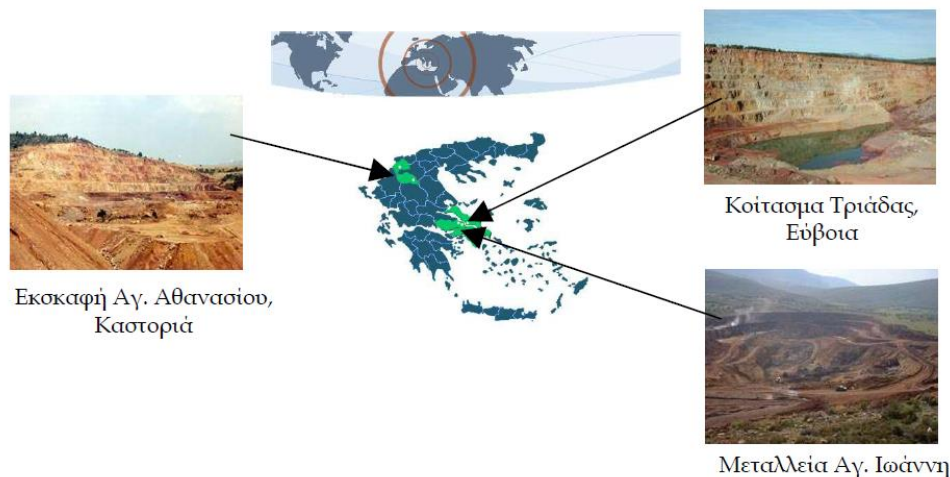 Κοίτασμα Τριάδας,
Εύβοια
Εκσκαφή Αγ. Αθανασίου,
Καστοριά
Μεταλλεία Αγ. Ιωάννη